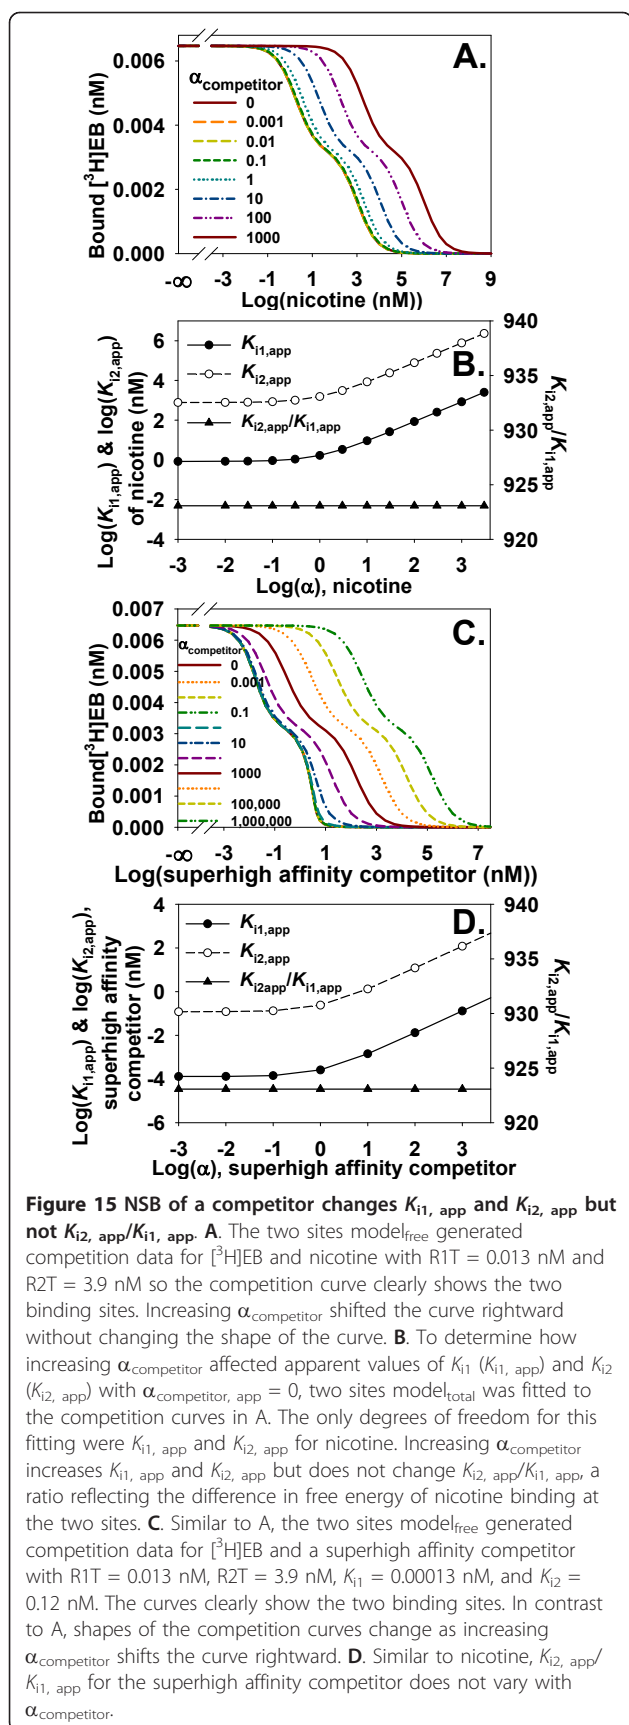 A.
Bound [³H]EB (nM)
0.006
0.004
0.002
0.000
αcompetitor
0
0.001
0.01
0.1
1
10
100
1000
-∞ -3 -1 1 3 5 7 9
Log(nicotine (nM))
B.
Log(Ki1,app) & log(Ki2,app)
of nicotine (nM)
6
4
2
0
-2
-4
Ki1,app
Ki2,app
Ki2,app/Ki1,app
940
935
930
925
920
Ki2,app/Ki1,app
-3 -2 -1 0 1 2 3
Log(α), nicotine
C.
Bound[³H]EB (nM)
0.007
0.006
0.005
0.004
0.003
0.002
0.001
0.000
αcompetitor
0
0.001
0.1
10
1000
100,000
1,000,000
-∞ -3 -1 1 3 5 7
Log(superhigh affinity competitor (nM))
D.
Log(Ki1,app) & log(Ki2,app),
superhigh affinity
competitor (nM)
4
2
0
-2
-4
-6
Ki1,app
Ki2,app
Ki2app/Ki1,app
940
935
930
925
920
Ki2,app/Ki1,app
-3 -2 -1 0 1 2 3
Log(α), superhigh affinity competitor
Figure 15 NSB of a competitor changes Ki1, app and Ki2, app but
not Ki2, app/Ki1, app. A. The two sites modelfree generated
competition data for [³H]EB and nicotine with R1T = 0.013 nM and
R2T = 3.9 nM so the competition curve clearly shows the two
binding sites. Increasing αcompetitor shifted the curve rightward
without changing the shape of the curve. B. To determine how
increasing αcompetitor affected apparent values of Ki1 (Ki1, app) and Ki2
(Ki2, app) with αcompetitor, app = 0, two sites modeltotal was fitted to
the competition curves in A. The only degrees of freedom for this
fitting were Ki1, app and Ki2, app for nicotine. Increasing αcompetitor
increases Ki1, app and Ki2, app but does not change Ki2, app/Ki1, app, a
ratio reflecting the difference in free energy of nicotine binding at
the two sites. C. Similar to A, the two sites modelfree generated
competition data for [³H]EB and a superhigh affinity competitor
with R1T = 0.013 nM, R2T = 3.9 nM, Ki1 = 0.00013 nM, and Ki2 =
0.12 nM. The curves clearly show the two binding sites. In contrast
to A, shapes of the competition curves change as increasing
αcompetitor shifts the curve rightward. D. Similar to nicotine, Ki2, app/
Ki1, app for the superhigh affinity competitor does not vary with
αcompetitor.